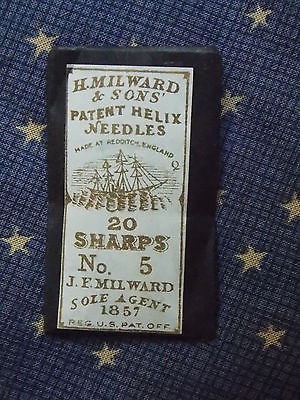 H. MILWARD
& SONS'
PATENT HELIX
NEEDLES
MADE AT REDDITCH, ENGLAND
Q
20
SHARPS
No. 5
J. F. MILWARD
SOLE AGENT
1857
REG. U.S. PAT. OFF